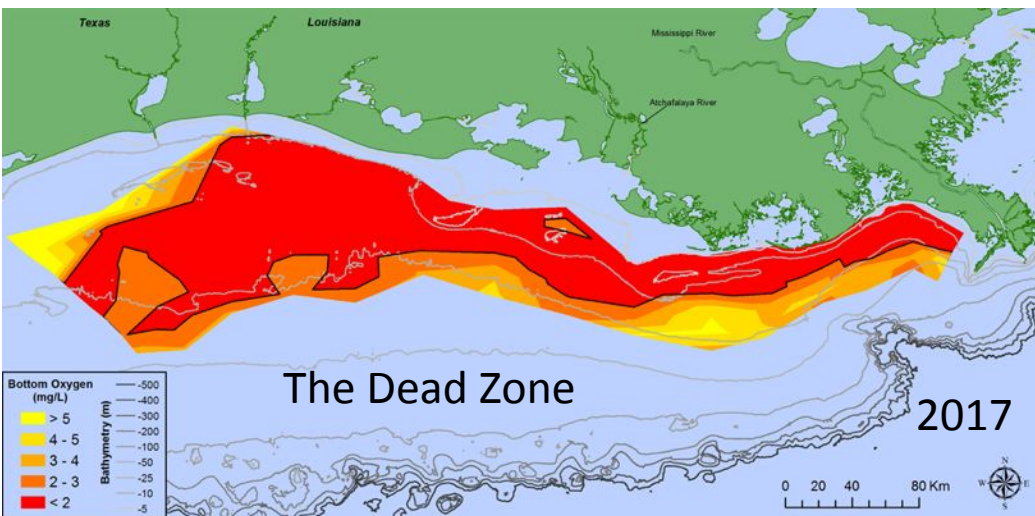 Texas
Louisiana
Mississippi River
Atchafalaya River
The Dead Zone
2017
Bottom Oxygen
(mg/L)
> 5
4 - 5
3 - 4
2 - 3
< 2
Bathymetry (m)
-500
-400
-300
-200
-100
-50
-25
-10
-5
0 20 40 80 Km
N
W E
S